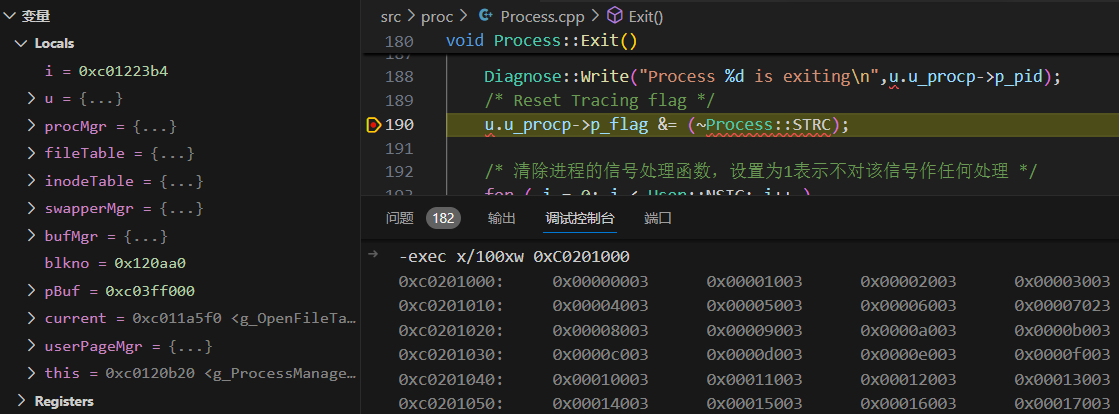 变量
Locals
i = 0xc01223b4
u = {...}
procMgr = {...}
fileTable = {...}
inodeTable = {...}
swapperMgr = {...}
bufMgr = {...}
blkno = 0x120aa0
pBuf = 0xc03ff000
current = 0xc011a5f0 <g_OpenFileTa…
userPageMgr = {...}
this = 0xc0120b20 <g_ProcessManage…
Registers
src > proc > Process.cpp > Exit()
180 void Process::Exit()
187
188 Diagnose::Write("Process %d is exiting\n",u.u_procp->p_pid);
189 /* Reset Tracing flag */
190 u.u_procp->p_flag &= (~Process::STRC);
191
192 /* 清除进程的信号处理函数，设置为1表示不对该信号作任何处理 */
193 for ( i = 0; i < User::NSIG; i++ )
问题 182 输出 调试控制台 端口
-exec x/100xw 0xC0201000
0xc0201000: 0x00000003 0x00001003 0x00002003 0x00003003
0xc0201010: 0x00004003 0x00005003 0x00006003 0x00007023
0xc0201020: 0x00008003 0x00009003 0x0000a003 0x0000b003
0xc0201030: 0x0000c003 0x0000d003 0x0000e003 0x0000f003
0xc0201040: 0x00010003 0x00011003 0x00012003 0x00013003
0xc0201050: 0x00014003 0x00015003 0x00016003 0x00017003